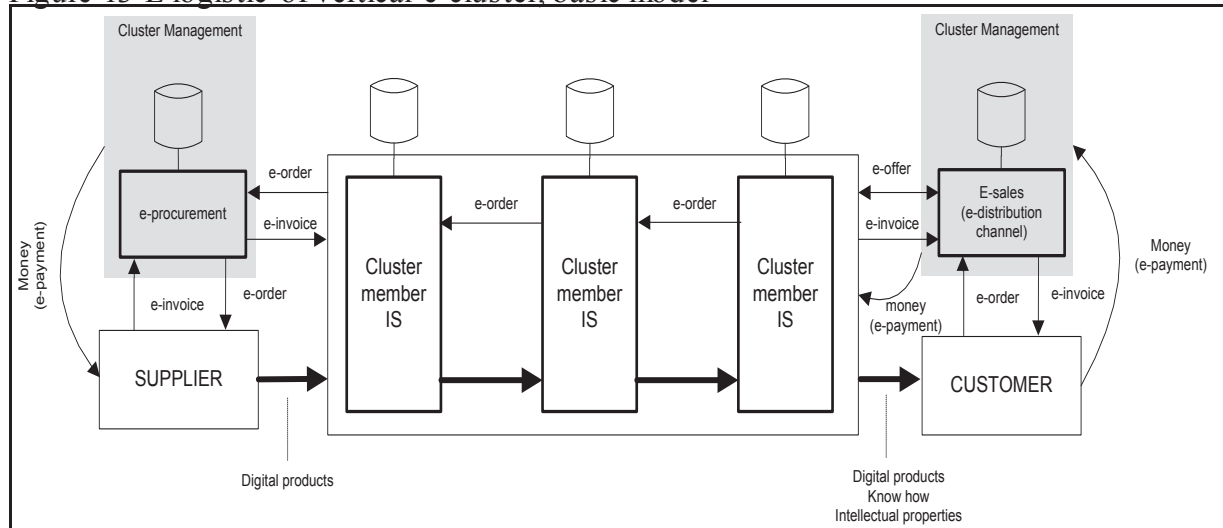 Figure 15 E-logistic of vertical e-cluster, basic model
Cluster Management
Cluster Management
e-procurement
e-order
e-invoice
e-invoice
e-order
Money
(e-payment)
SUPPLIER
Digital products
Cluster
member
IS
e-order
Cluster
member
IS
e-order
Cluster
member
IS
e-offer
e-invoice
money
(e-payment)
E-sales
(e-distribution
channel)
e-order
e-invoice
Money
(e-payment)
CUSTOMER
Digital products
Know how
Intellectual properties